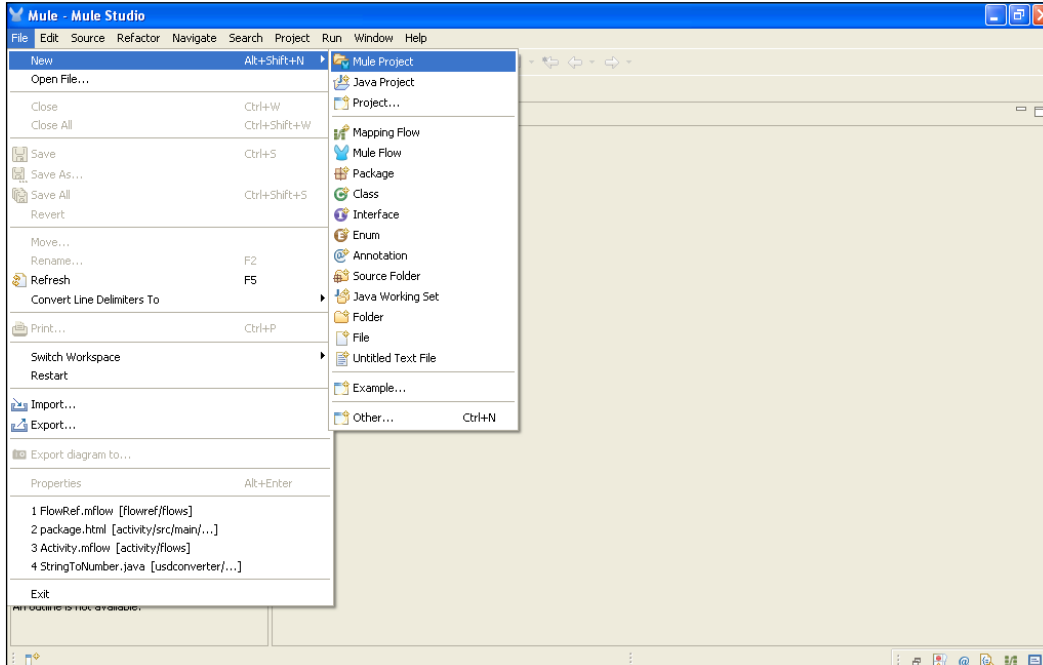 Mule - Mule Studio
File Edit Source Refactor Navigate Search Project Run Window Help
New Alt+Shift+N
Open File...
Close Ctrl+W
Close All Ctrl+Shift+W
Save Ctrl+S
Save As...
Save All Ctrl+Shift+S
Revert
Move...
Rename... F2
Refresh F5
Convert Line Delimiters To
Print... Ctrl+P
Switch Workspace
Restart
Import...
Export...
Export diagram to...
Properties Alt+Enter
1 FlowRef.mflow [flowref/flows]
2 package.html [activity/src/main/...]
3 Activity.mflow [activity/flows]
4 StringToNumber.java [usdconverter/...]
Exit
An outline is not available.
Mule Project
Java Project
Project...
Mapping Flow
Mule Flow
Package
Class
Interface
Enum
Annotation
Source Folder
Java Working Set
Folder
File
Untitled Text File
Example...
Other... Ctrl+N